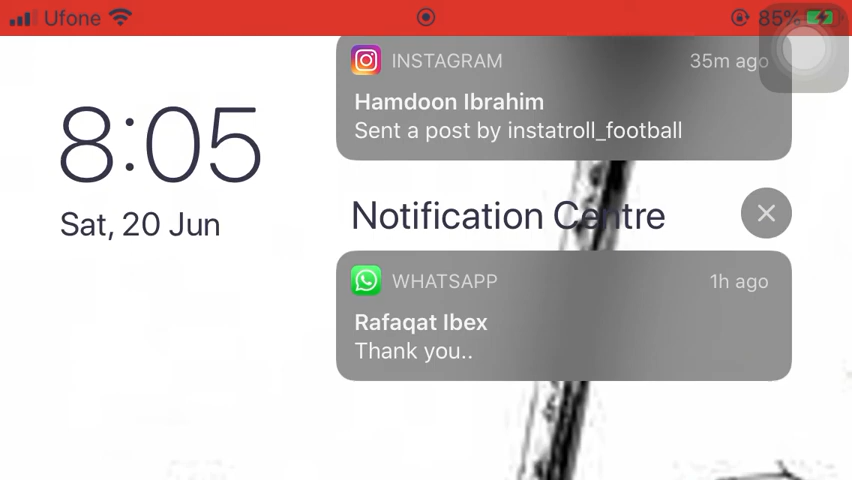 Ufone
85%
INSTAGRAM 35m ago
Hamdoon Ibrahim
Sent a post by instatroll_football
8:05
Sat, 20 Jun
Notification Centre
WHATSAPP 1h ago
Rafaqat Ibex
Thank you..